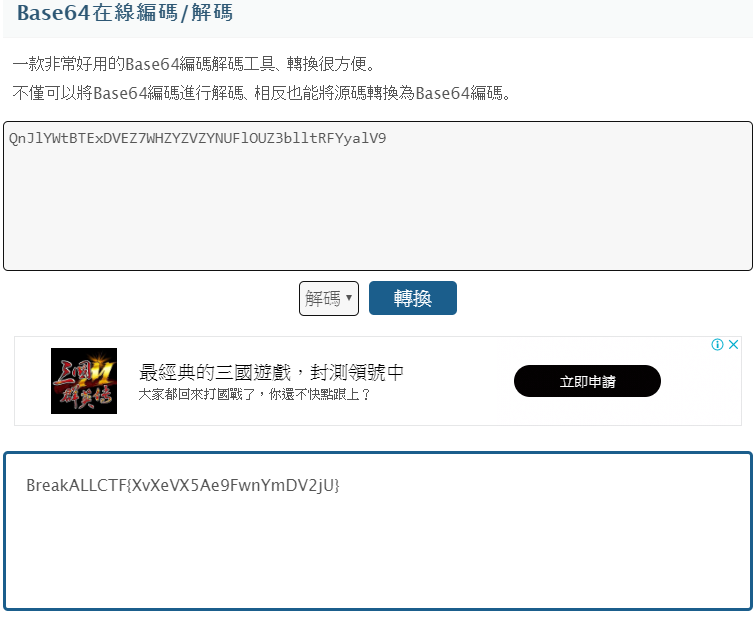 Base64在線編碼/解碼
一款非常好用的Base64編碼解碼工具、轉換很方便。
不僅可以將Base64編碼進行解碼、相反也能將源碼轉換為Base64編碼。
QnJlYWtBTExDVEZ7WHZYZVZYNUFlOUZ3blltRFYyalV9
解碼
轉換
三國
群英傳
最經典的三國遊戲，封測領號中
大家都回來打國戰了，你還不快點跟上？
立即申請
BreakALLCTF{XvXeVX5Ae9FwnYmDV2jU}